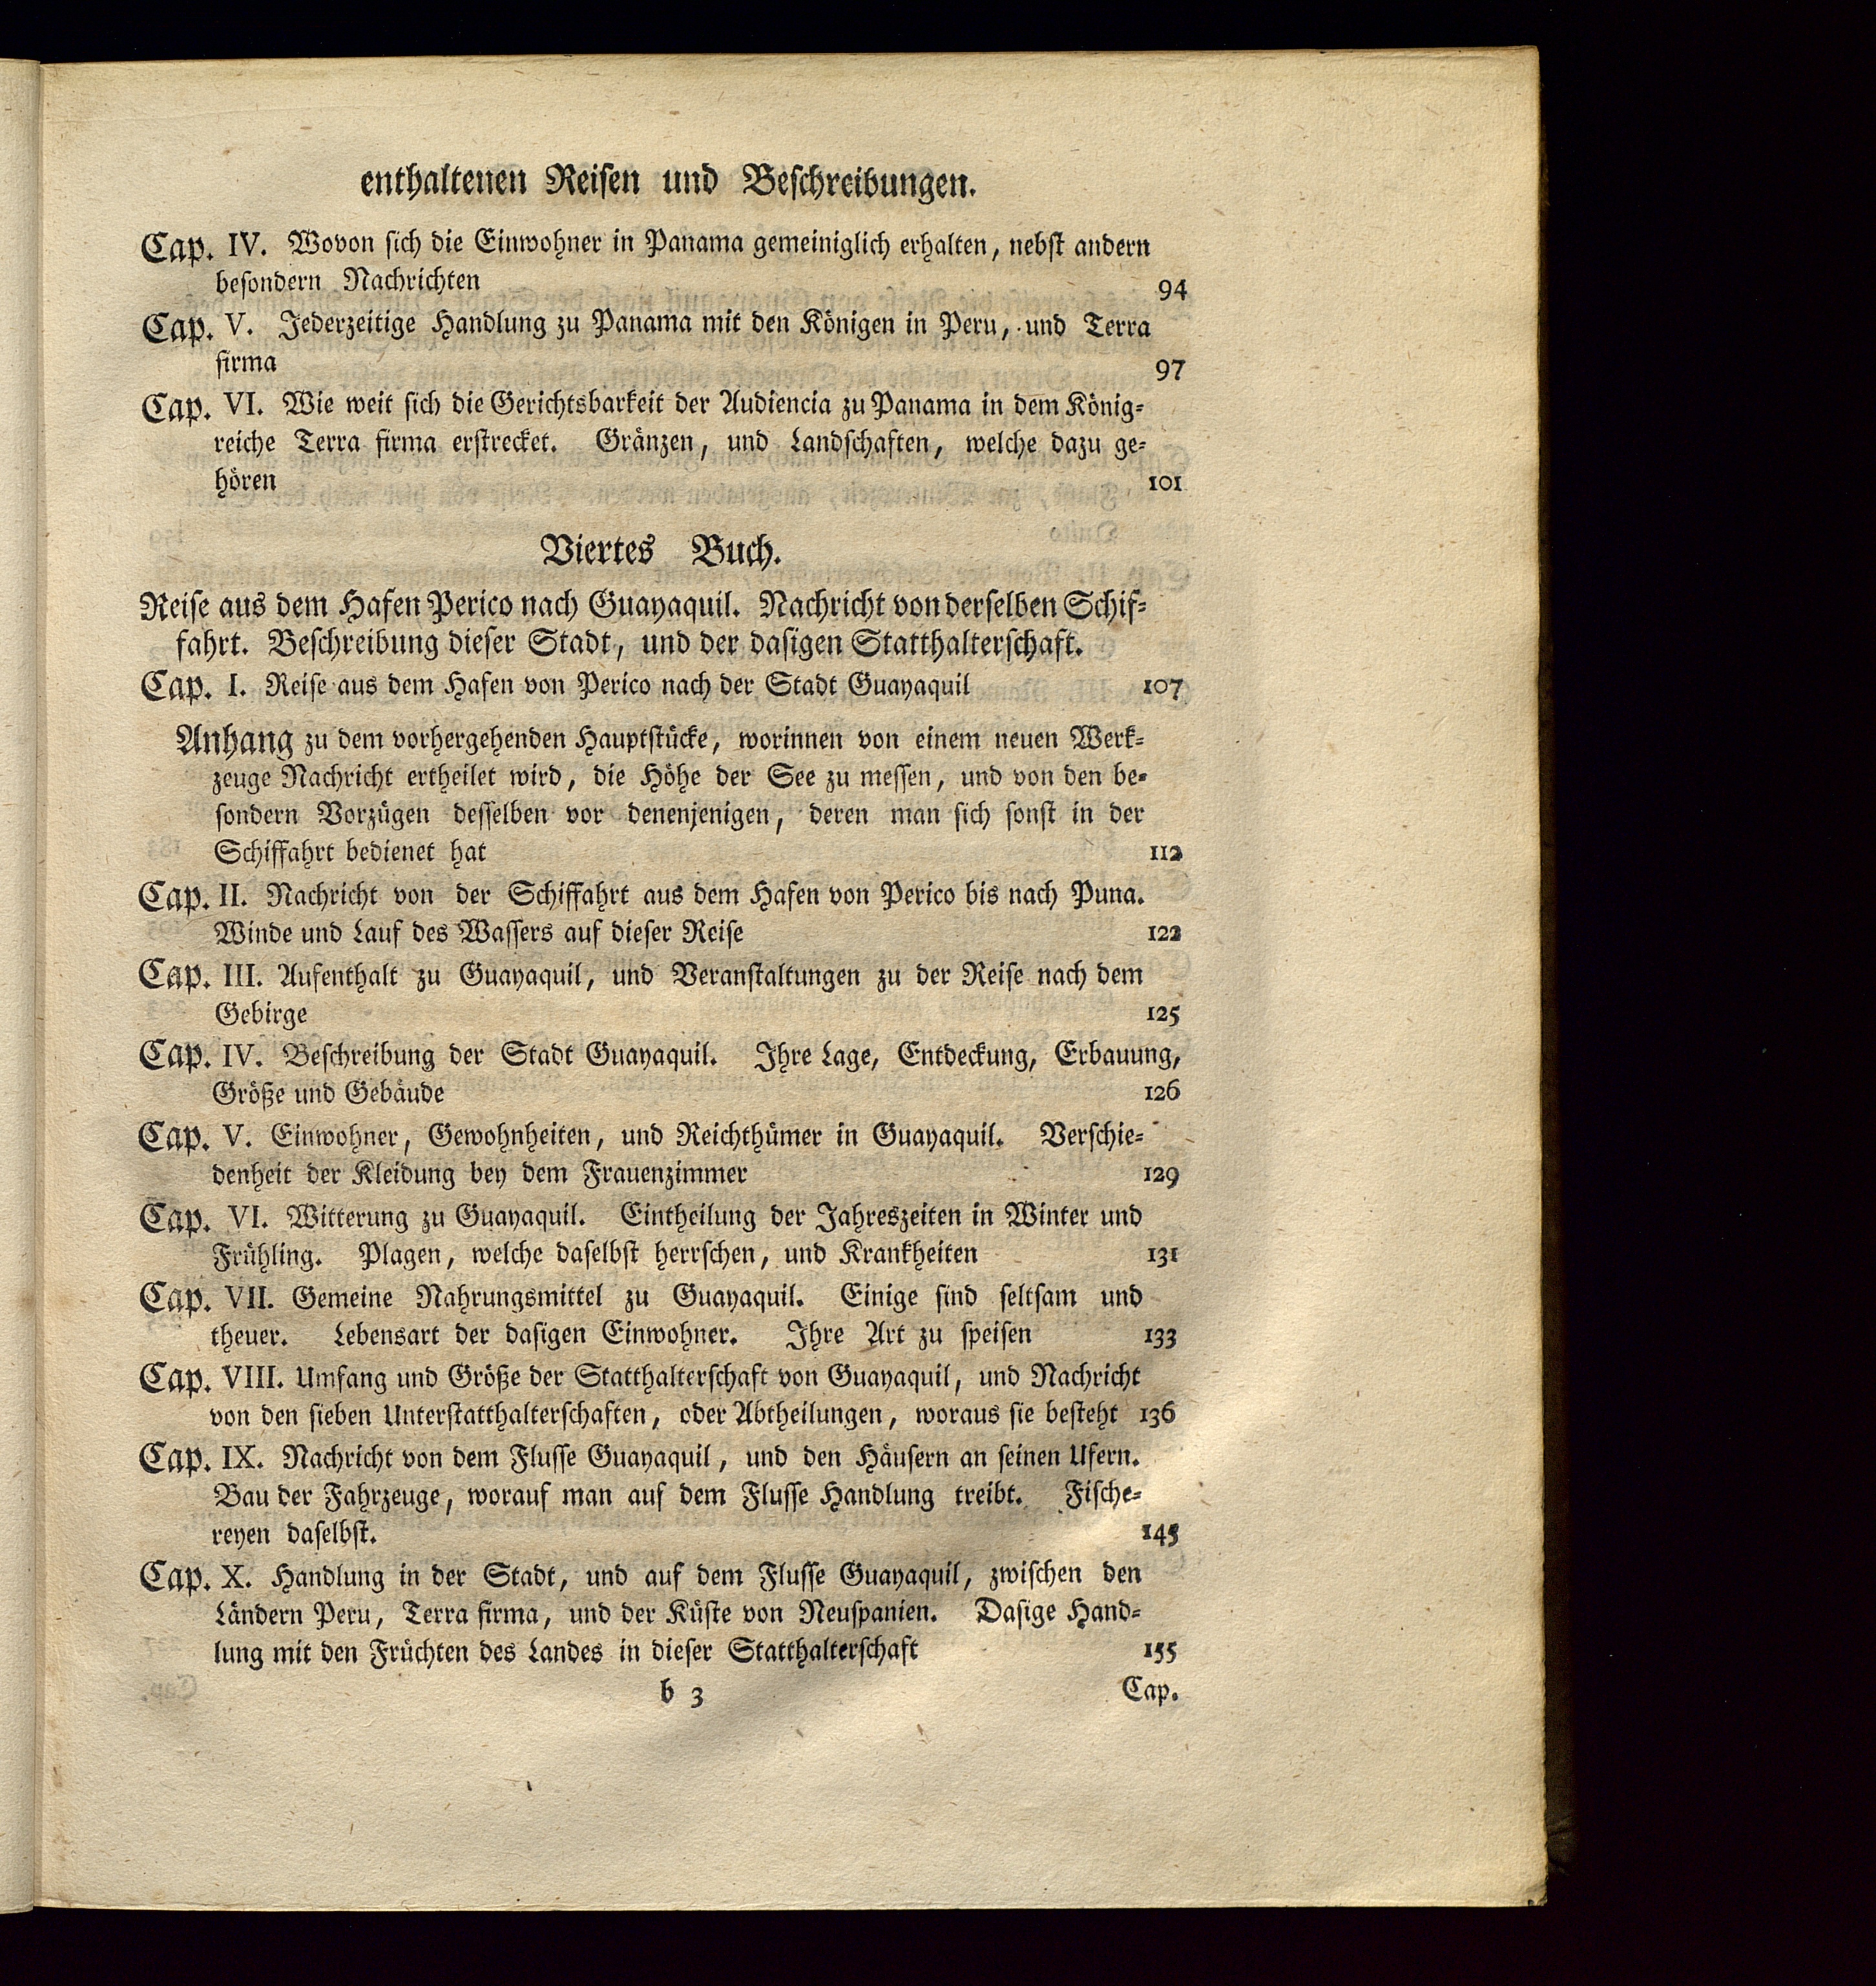 enthaltenen Reisen und Beschreibungen.
Cap. IV. Wovon sich die Einwohner in Panama gemeiniglich erhalten, nebst andern
besondern Nachrichten 94
Cap. V. Jederzeitige Handlung zu Panama mit den Königen in Peru, und Terra
firma 97
Cap. VI. Wie weit sich die Gerichtsbarkeit der Audiencia zu Panama in dem König=
reiche Terra firma erstrecket. Gränzen, und Landschaften, welche dazu ge=
hören 101
Viertes Buch.
Reise aus dem Hafen Perico nach Guayaquil. Nachricht von derselben Schif=
fahrt. Beschreibung dieser Stadt, und der dasigen Statthalterschaft.
Cap. I. Reise aus dem Hafen von Perico nach der Stadt Guayaquil 107
Anhang zu dem vorhergehenden Hauptstücke, worinnen von einem neuen Werk=
zeuge Nachricht ertheilet wird, die Höhe der See zu messen, und von den be=
sondern Vorzügen desselben vor denenjenigen, deren man sich sonst in der
Schiffahrt bedienet hat 112
Cap. II. Nachricht von der Schiffahrt aus dem Hafen von Perico bis nach Puna.
Winde und Lauf des Wassers auf dieser Reise 122
Cap. III. Aufenthalt zu Guayaquil, und Veranstaltungen zu der Reise nach dem
Gebirge 125
Cap. IV. Beschreibung der Stadt Guayaquil. Ihre Lage, Entdeckung, Erbauung,
Größe und Gebäude 126
Cap. V. Einwohner, Gewohnheiten, und Reichthümer in Guayaquil. Verschie=
denheit der Kleidung bey dem Frauenzimmer 129
Cap. VI. Witterung zu Guayaquil. Eintheilung der Jahreszeiten in Winter und
Frühling. Plagen, welche daselbst herrschen, und Krankheiten 131
Cap. VII. Gemeine Nahrungsmittel zu Guayaquil. Einige sind seltsam und
theuer. Lebensart der dasigen Einwohner. Ihre Art zu speisen 133
Cap. VIII. Umfang und Größe der Statthalterschaft von Guayaquil, und Nachricht
von den sieben Unterstatthalterschaften, oder Abtheilungen, woraus sie besteht 136
Cap. IX. Nachricht von dem Flusse Guayaquil, und den Häusern an seinen Ufern.
Bau der Fahrzeuge, worauf man auf dem Flusse Handlung treibt. Fische=
reyen daselbst. 145
Cap. X. Handlung in der Stadt, und auf dem Flusse Guayaquil, zwischen den
Ländern Peru, Terra firma, und der Küste von Neuspanien. Dasige Hand=
lung mit den Früchten des Landes in dieser Statthalterschaft 155
b 3 Cap.